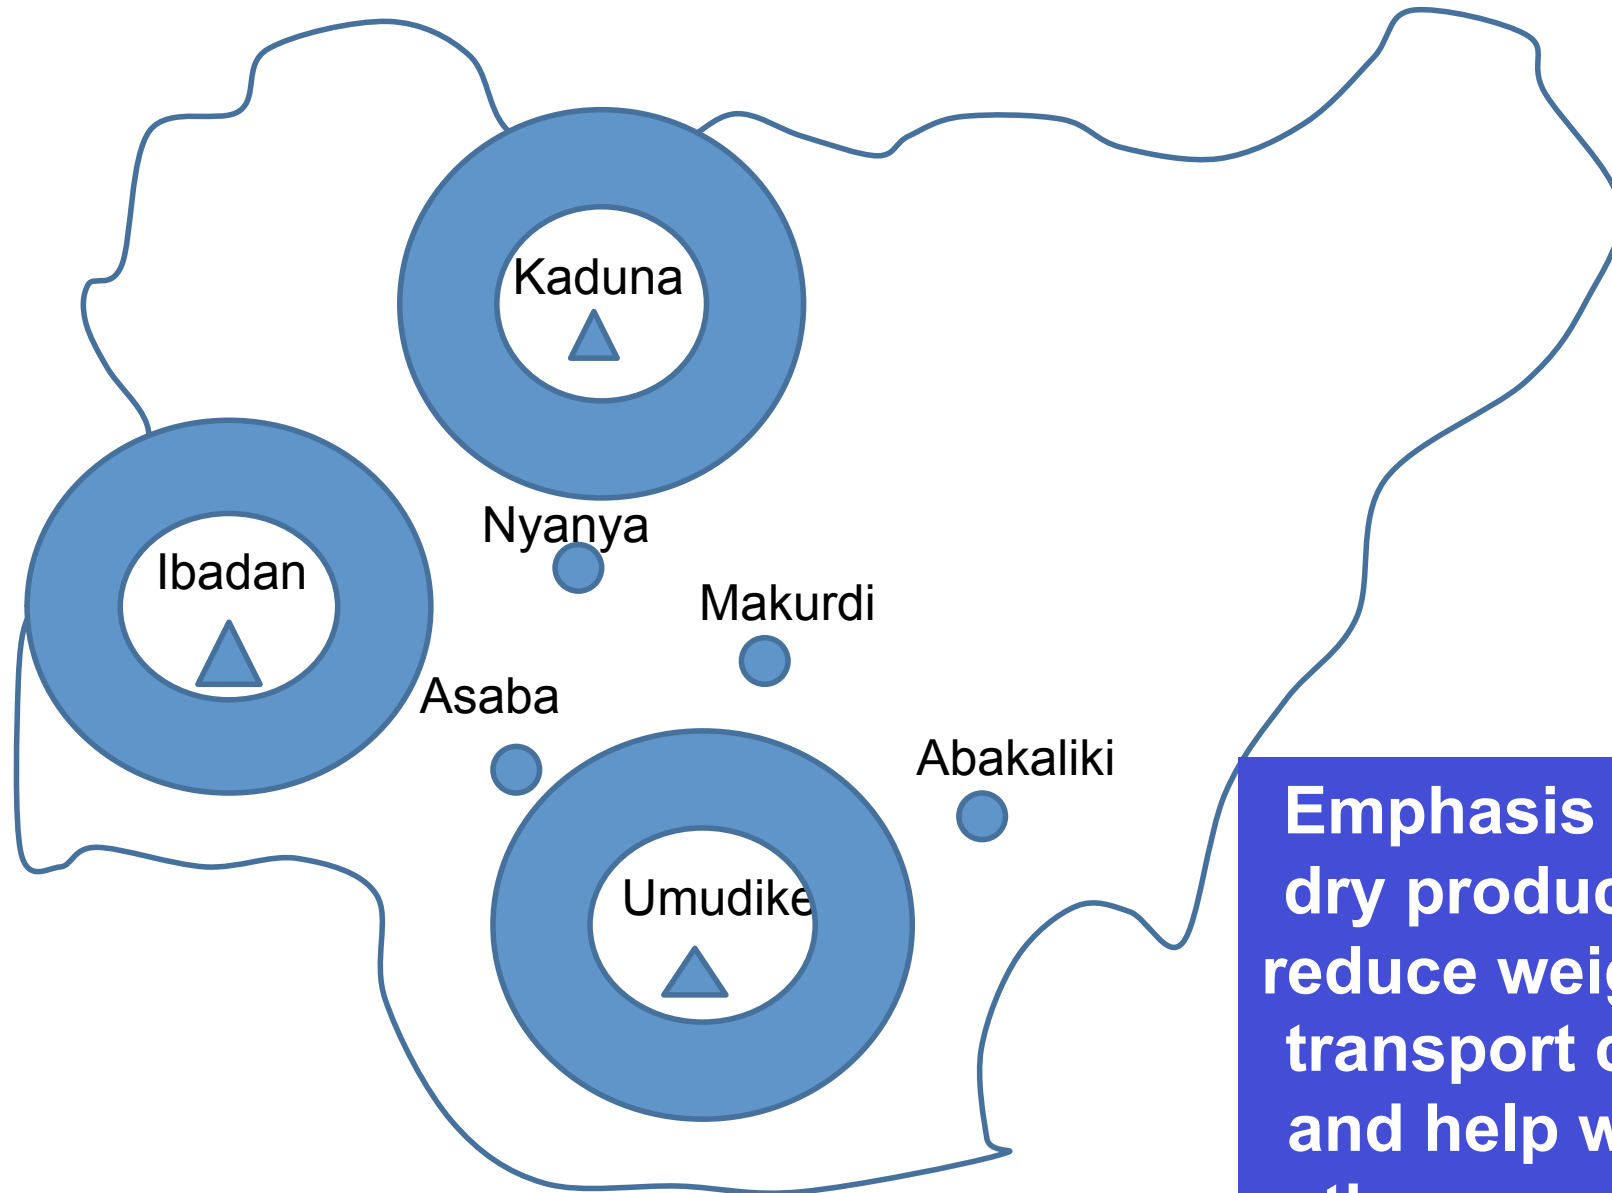 Kaduna
Nyanya
Ibadan
Makurdi
Asaba
Abakaliki
Umudike
Emphasis
dry produc
reduce weig
transport
and help